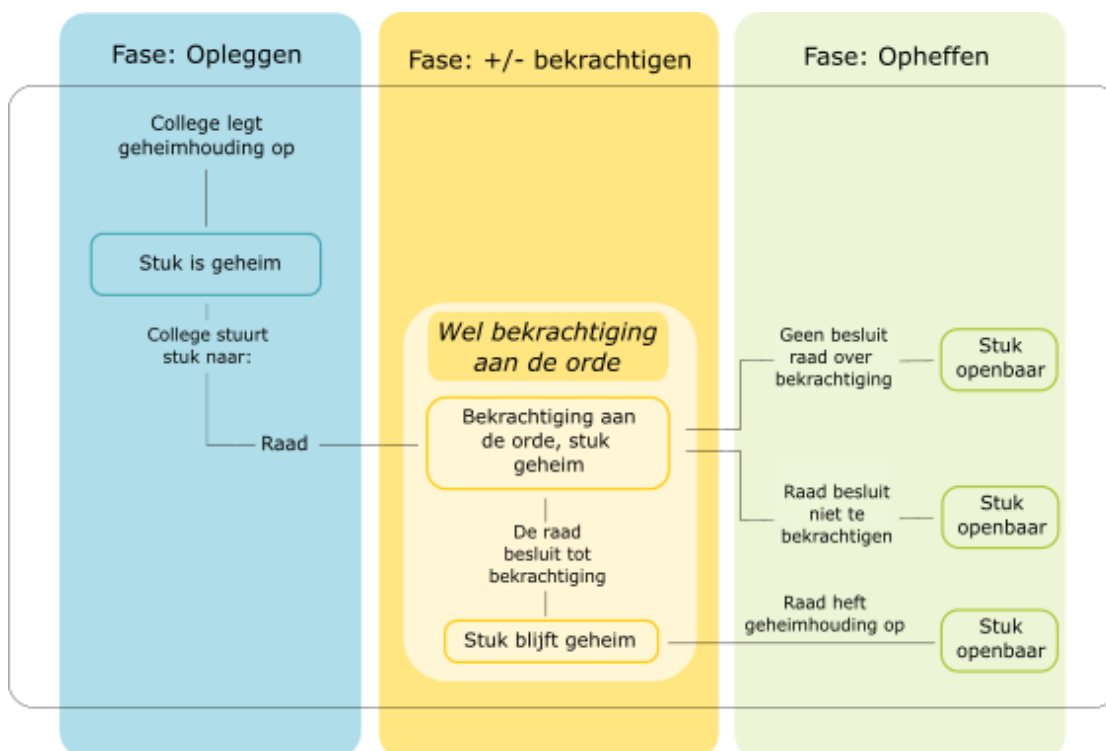 Fase: Opleggen
Fase: +/- bekrachtigen
Fase: Opheffen
College legt
geheimhouding op
Stuk is geheim
College stuurt
stuk naar:
Raad
Wel bekrachtiging
aan de orde
Bekrachtiging aan
de orde, stuk
geheim
De raad
besluit tot
bekrachtiging
Stuk blijft geheim
Geen besluit
raad over
bekrachtiging
Stuk
openbaar
Raad besluit
niet te
bekrachtigen
Stuk
openbaar
Raad heft
geheimhouding op
Stuk
openbaar